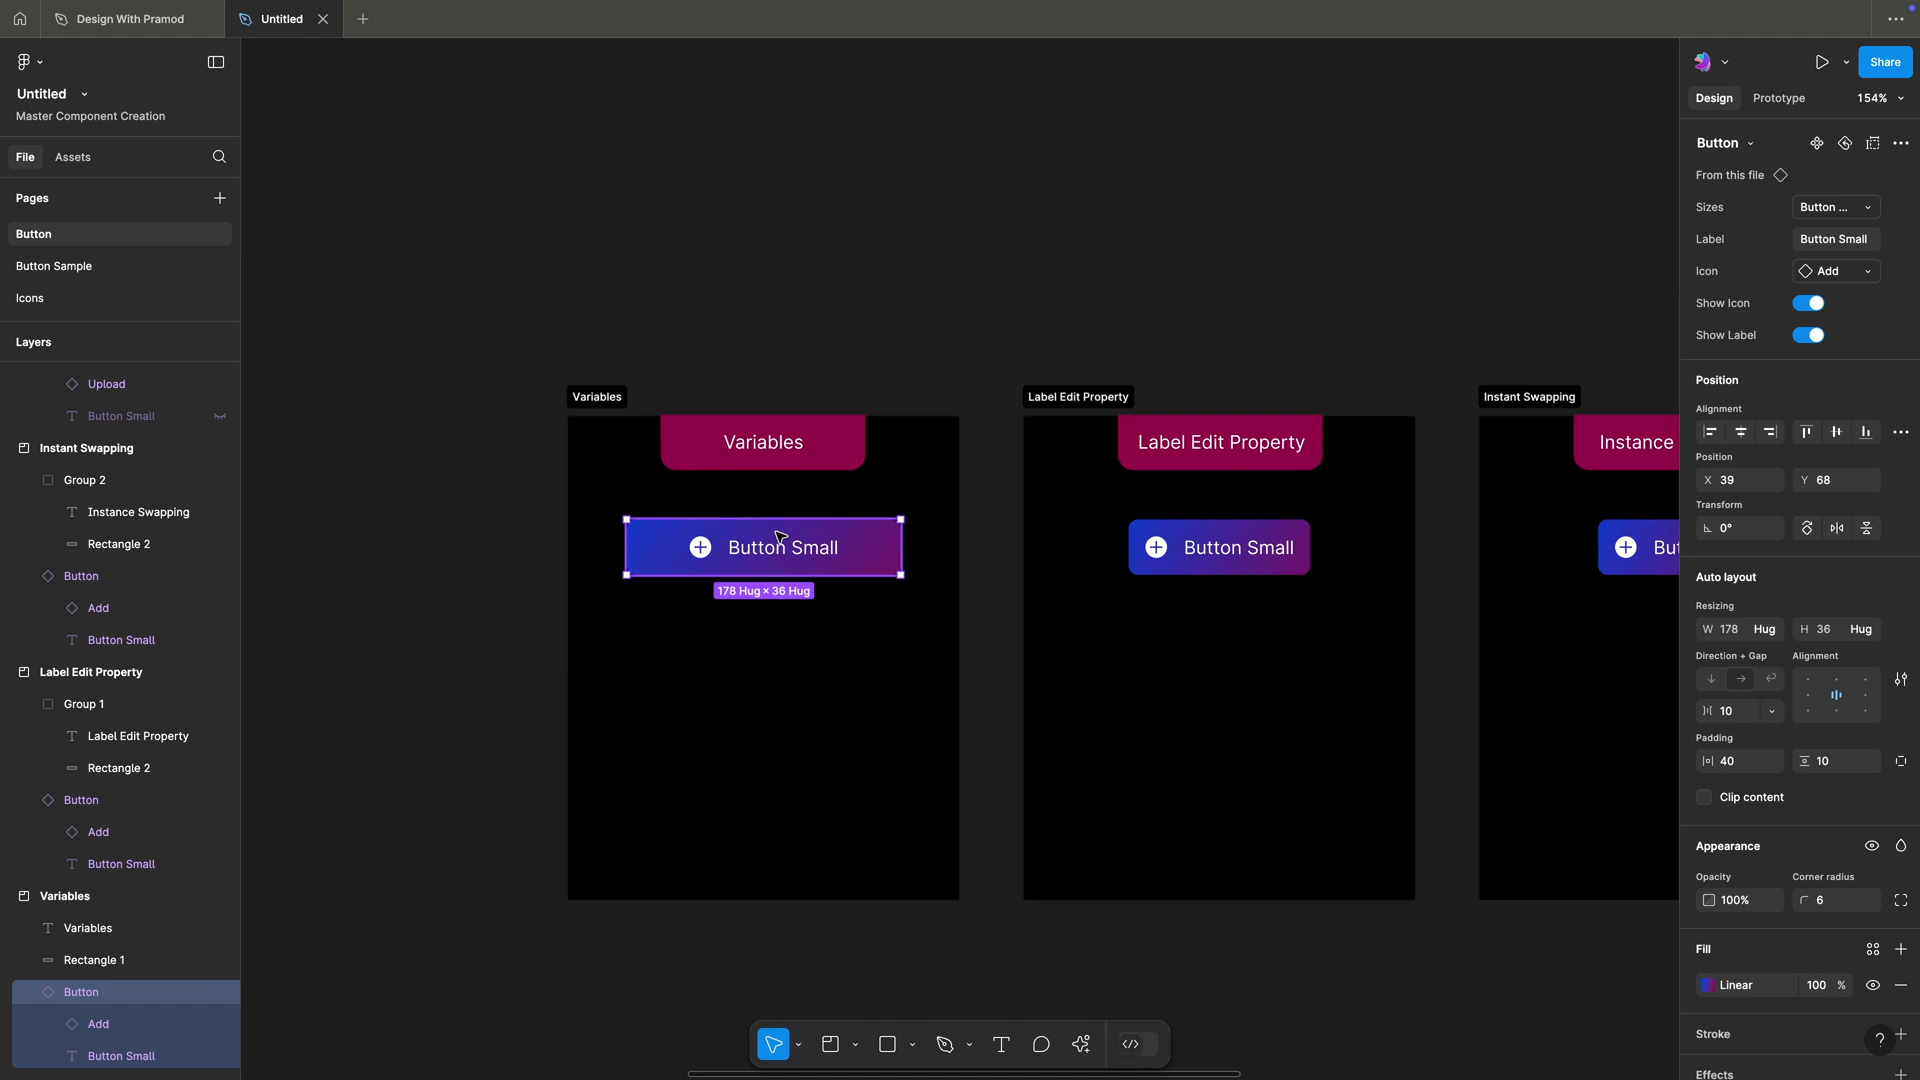 Design With Pramod
Untitled
Untitled
Master Component Creation
File
Assets
Pages
Button
Button Sample
Icons
Layers
Upload
Button Small
Instant Swapping
Group 2
Instance Swapping
Rectangle 2
Button
Add
Button Small
Label Edit Property
Group 1
Label Edit Property
Rectangle 2
Button
Add
Button Small
Variables
Variables
Rectangle 1
Button
Add
Button Small
Variables
Variables
Button Small
178 Hug × 36 Hug
Label Edit Property
Label Edit Property
Button Small
Instant Swapping
Instance
But
Share
Design
Prototype
154%
Button
From this file
Sizes
Button ...
Label
Button Small
Icon
Add
Show Icon
Show Label
Position
Alignment
Position
X 39
Y 68
Transform
0°
Auto layout
Resizing
W 178 Hug
H 36 Hug
Direction + Gap
Alignment
10
Padding
40
10
Clip content
Appearance
Opacity
Corner radius
100%
6
Fill
Linear
100 %
Stroke
?
Effects